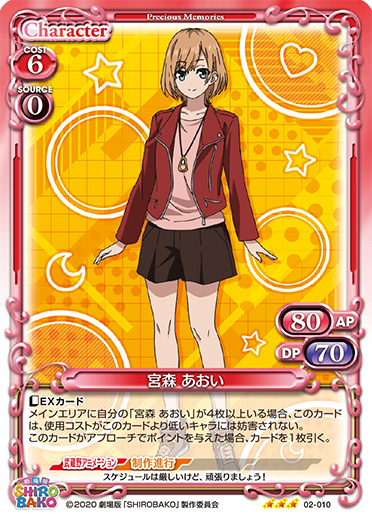 Precious Memories
Character
COST
6
SOURCE
0
80 AP
DP 70
宮森 あおい
EXカード
メインエリアに自分の「宮森 あおい」が4枚以上いる場合、このカード
は、使用コストがこのカードより低いキャラには妨害されない。
このカードがアプローチでポイントを与えた場合、カードを1枚引く。
武蔵野アニメーション 制作進行
スケジュールは厳しいけど、頑張りましょう!
劇場版
SHIRO
BAKO
©2020 劇場版「SHIROBAKO」製作委員会
02-010